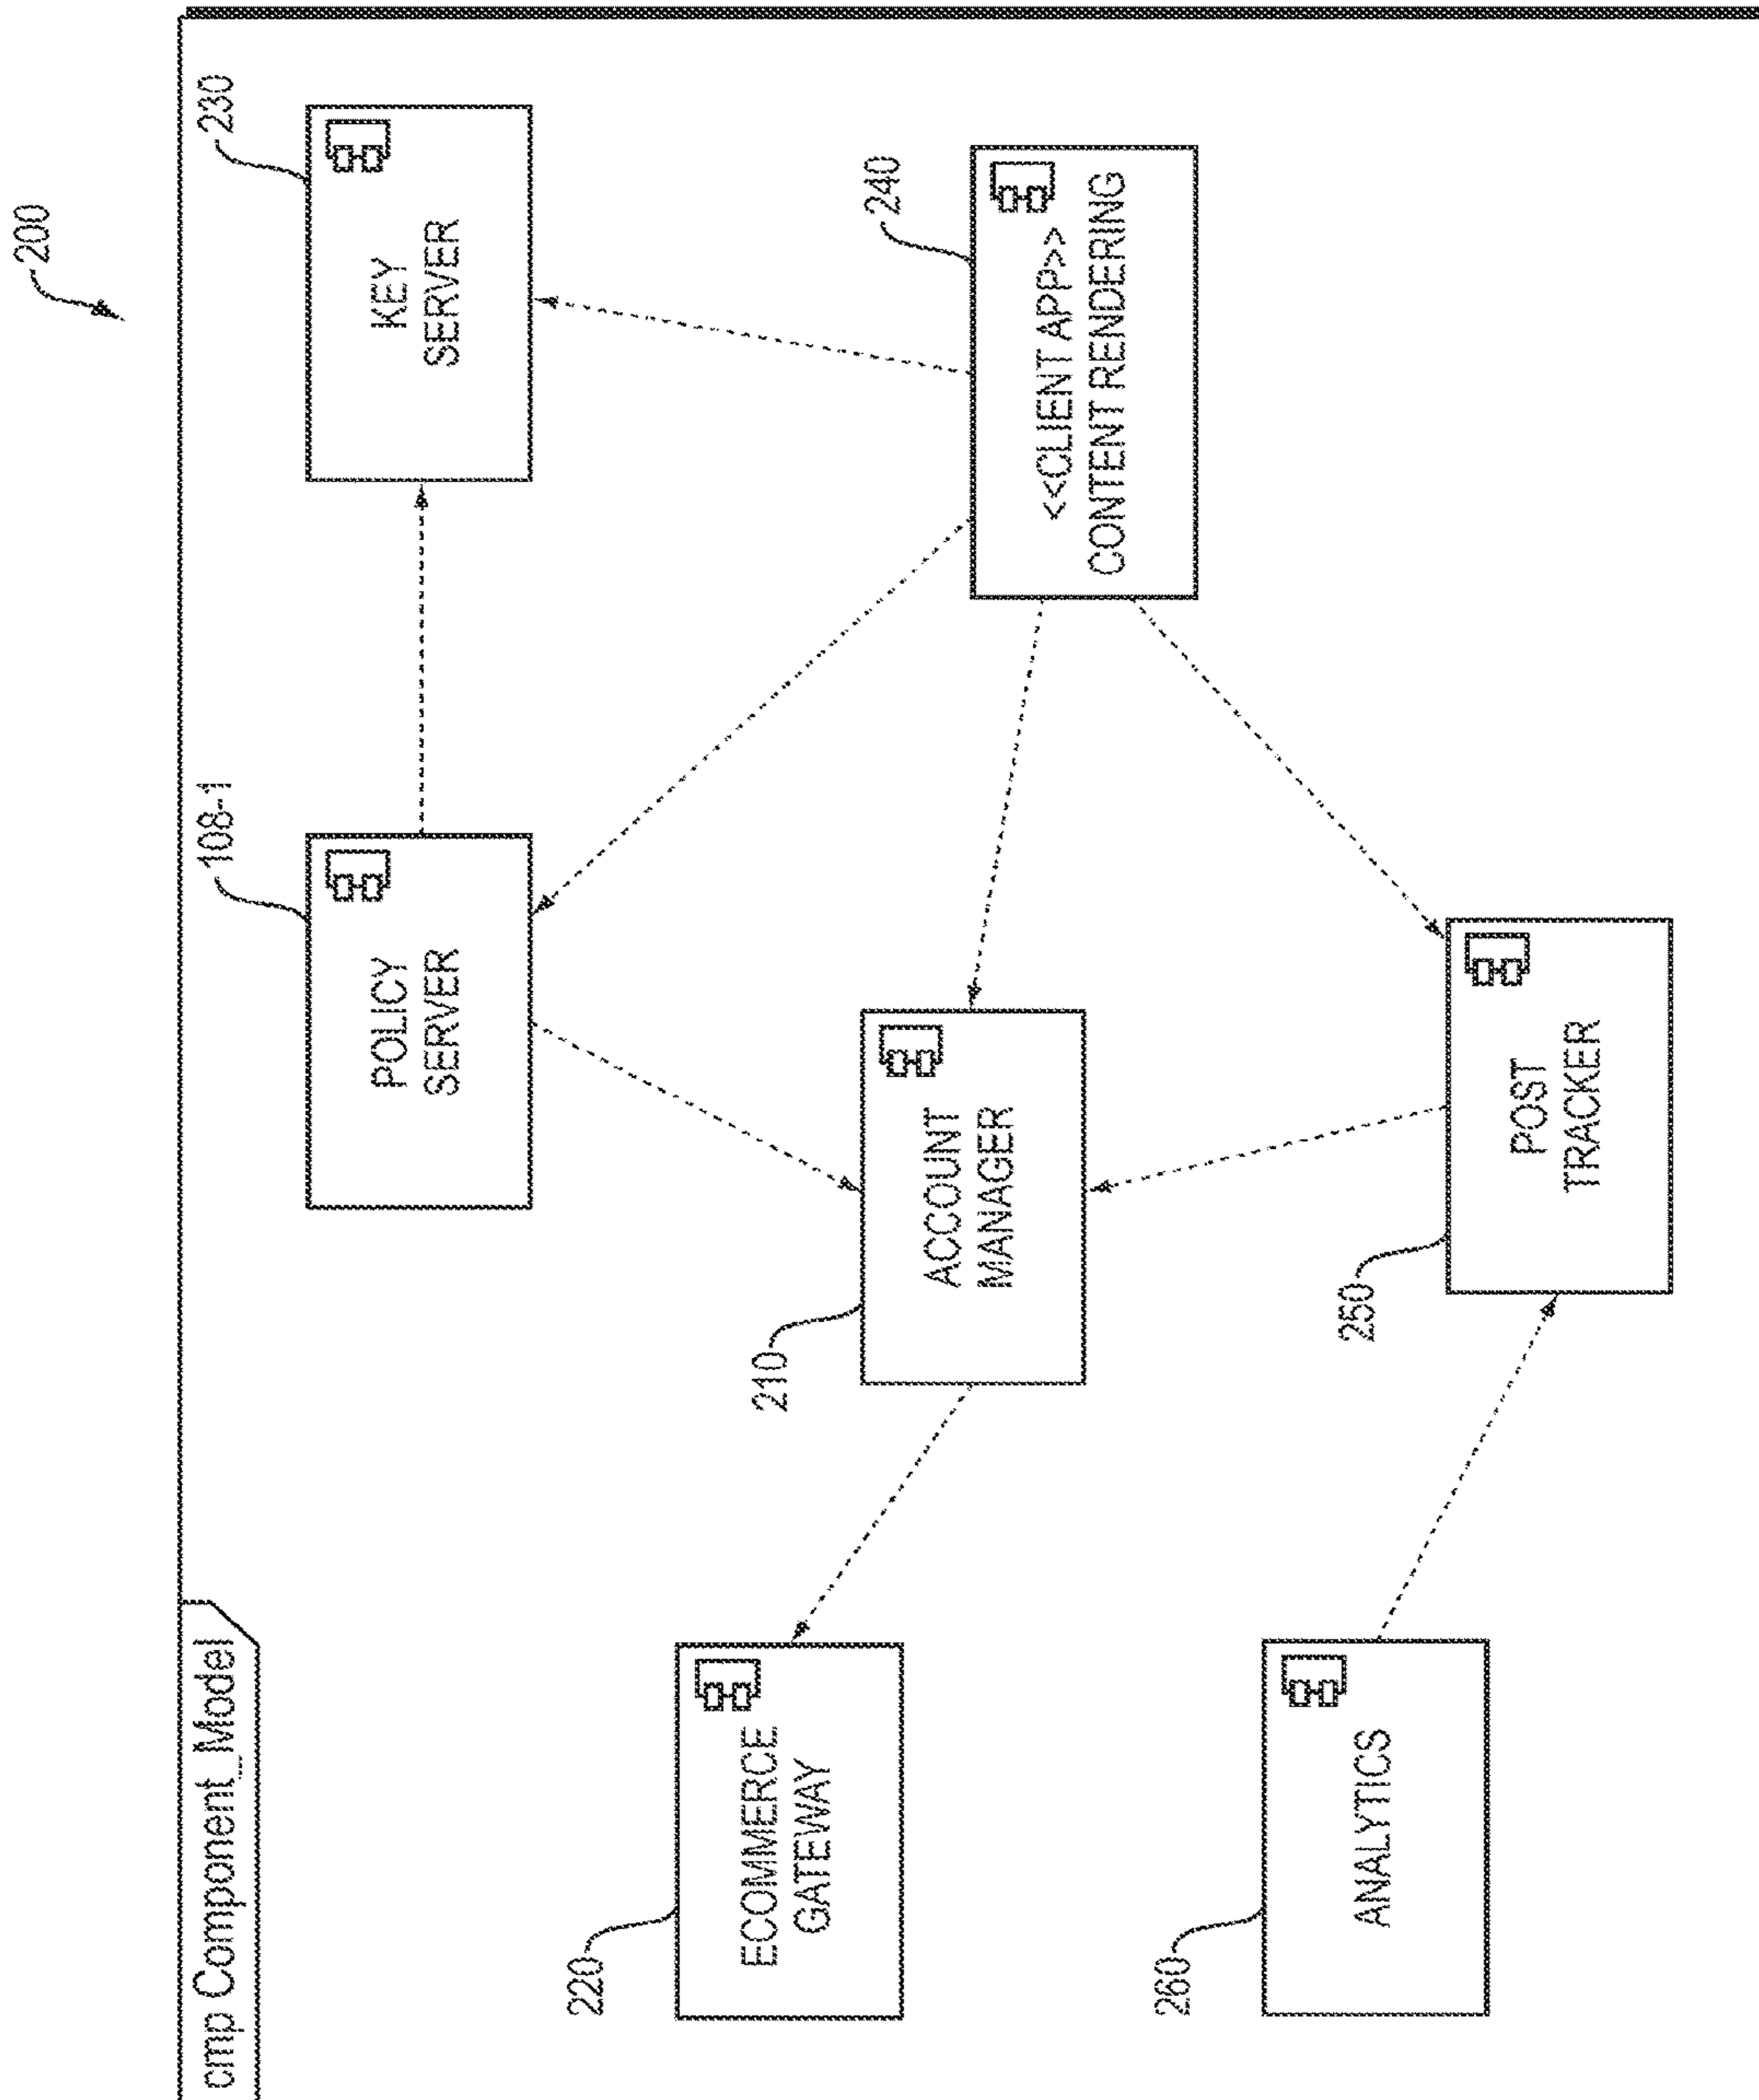 200
cmp Component_Model
108-1
POLICY
SERVER
230
KEY
SERVER
220
ECOMMERCE
GATEWAY
210
ACCOUNT
MANAGER
240
<<CLIENT APP>>
CONTENT RENDERING
260
ANALYTICS
250
POST
TRACKER